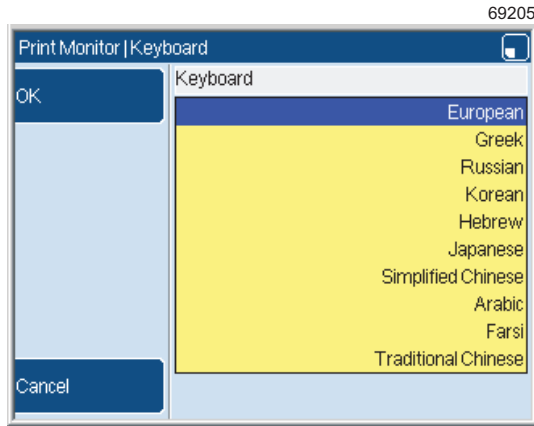 69205
Print Monitor | Keyboard
OK
Keyboard
European
Greek
Russian
Korean
Hebrew
Japanese
Simplified Chinese
Arabic
Farsi
Traditional Chinese
Cancel